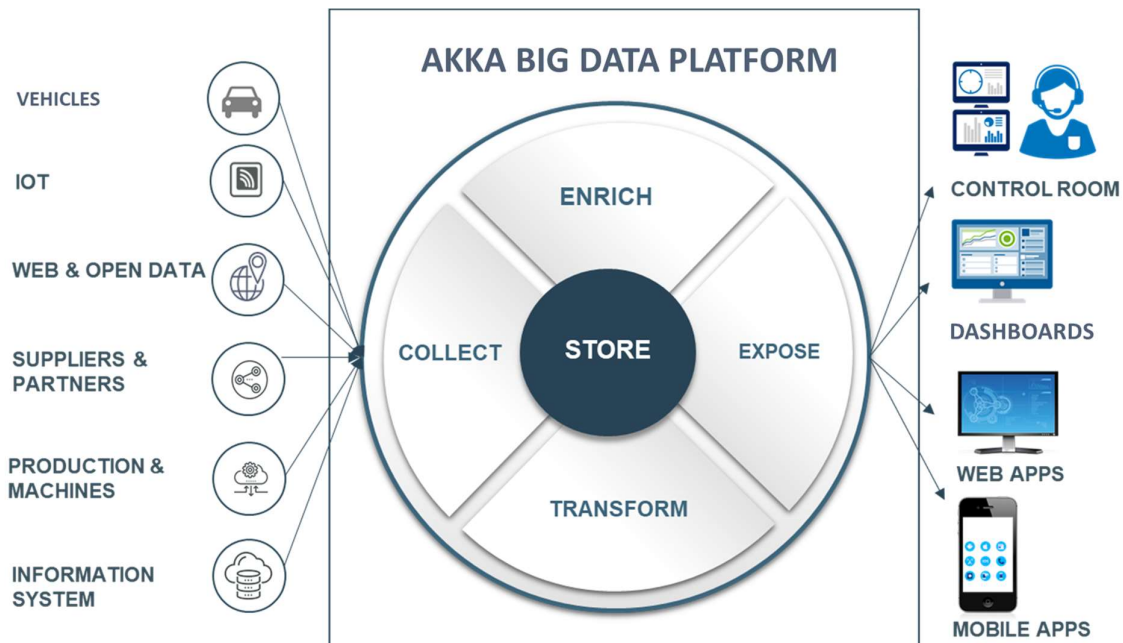 AKKA BIG DATA PLATFORM
VEHICLES
IOT
WEB & OPEN DATA
SUPPLIERS &
PARTNERS
PRODUCTION &
MACHINES
INFORMATION
SYSTEM
ENRICH
COLLECT
STORE
EXPOSE
TRANSFORM
CONTROL ROOM
DASHBOARDS
WEB APPS
MOBILE APPS